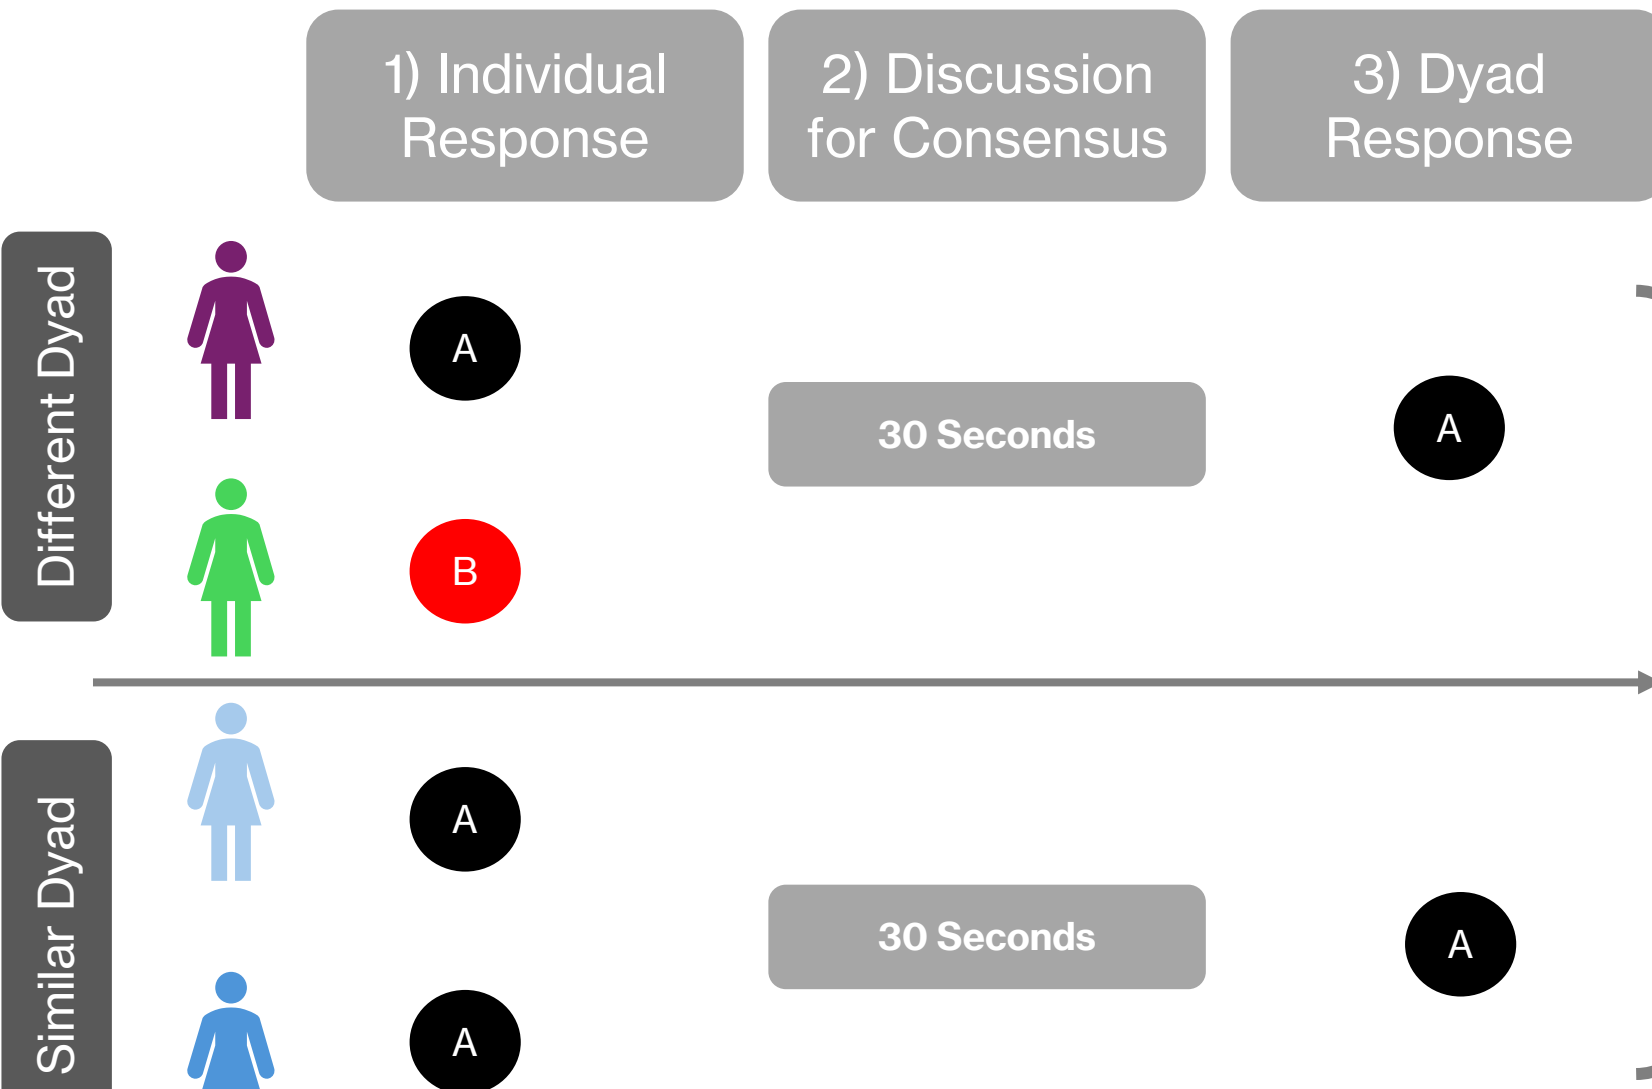 1) Individual
Response
2) Discussion
for Consensus
3) Dyad
Response
Different Dyad
A
30 Seconds
A
B
Similar Dyad
A
30 Seconds
A
A